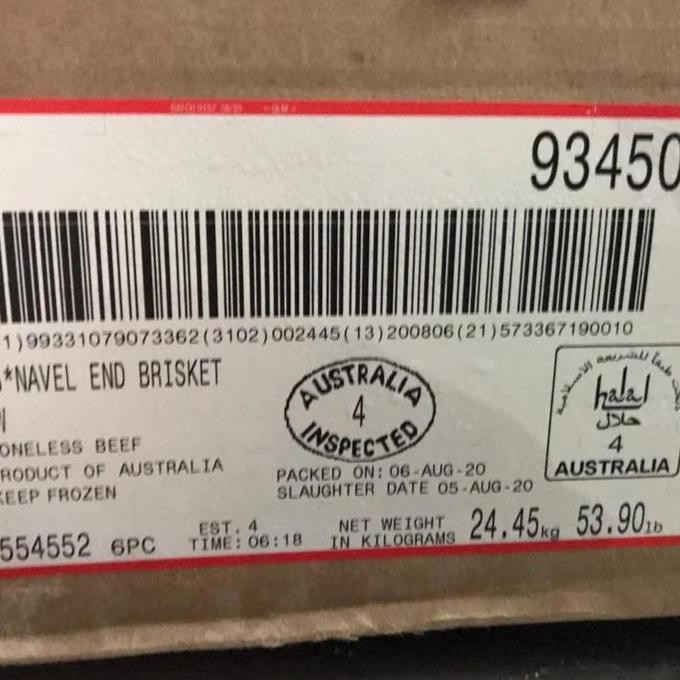 93450
1)99331079073362(3102)002445(13)200806(21)573367190010
*NAVEL END BRISKET
AUSTRALIA
4
INSPECTED
halal
حلال
4
AUSTRALIA
ONELESS BEEF
RODUCT OF AUSTRALIA
KEEP FROZEN
PACKED ON: 06-AUG-20
SLAUGHTER DATE 05-AUG-20
554552 6PC
EST. 4
TIME: 06:18
NET WEIGHT
IN KILOGRAMS
24.45kg 53.90lb